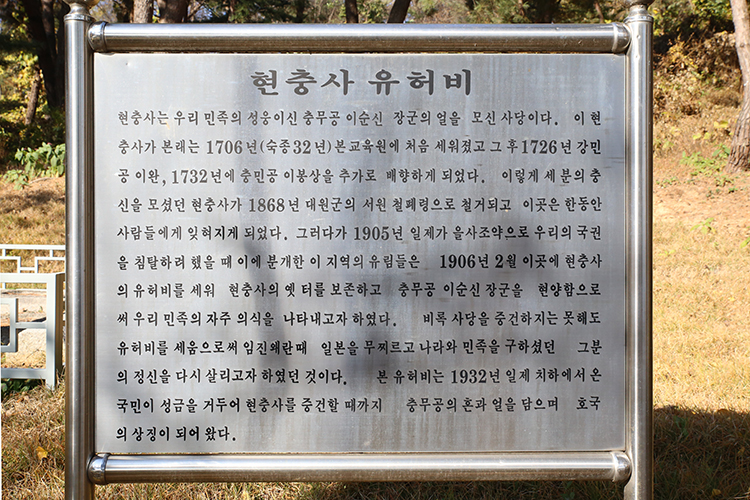 현충사 유허비
현충사는 우리 민족의 성웅이신 충무공 이순신 장군의 얼을 모신 사당이다. 이 현
충사가 본래는 1706년(숙종32년)본교육원에 처음 세워졌고 그 후 1726년 강민
공 이완, 1732년에 충민공 이봉상을 추가로 배향하게 되었다. 이렇게 세 분의 충
신을 모셨던 현충사가 1868년 대원군의 서원 철폐령으로 철거되고 이곳은 한동안
사람들에게 잊혀지게 되었다. 그러다가 1905년 일제가 을사조약으로 우리의 국권
을 침탈하려 했을 때 이에 분개한 이 지역의 유림들은 1906년 2월 이곳에 현충사
의 유허비를 세워 현충사의 옛 터를 보존하고 충무공 이순신 장군을 현양함으로
써 우리 민족의 자주 의식을 나타내고자 하였다. 비록 사당을 중건하지는 못해도
유허비를 세움으로써 임진왜란때 일본을 무찌르고 나라와 민족을 구하셨던 그분
의 정신을 다시 살리고자 하였던 것이다. 본 유허비는 1932년 일제 치하에서 온
국민이 성금을 거두어 현충사를 중건할 때까지 충무공의 혼과 얼을 담으며 호국
의 상징이 되어 왔다.